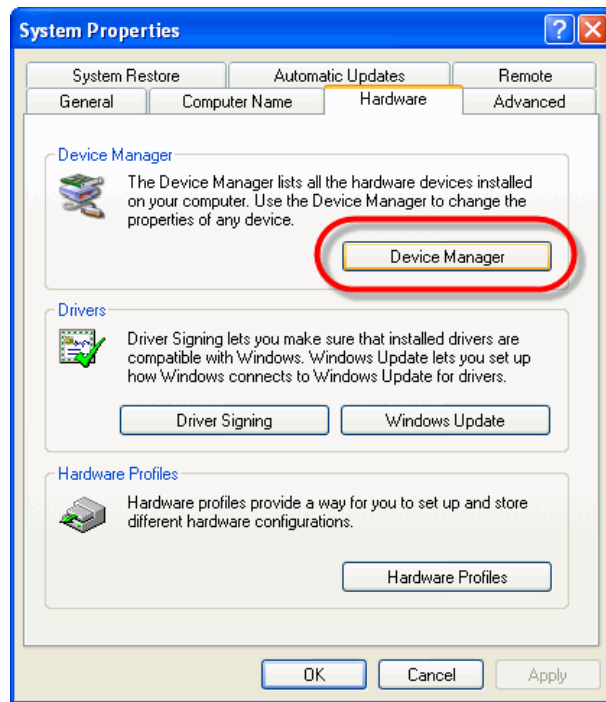 System Properties
System Restore
Automatic Updates
Remote
General
Computer Name
Hardware
Advanced
Device Manager
The Device Manager lists all the hardware devices installed
on your computer. Use the Device Manager to change the
properties of any device.
Device Manager
Drivers
Driver Signing lets you make sure that installed drivers are
compatible with Windows. Windows Update lets you set up
how Windows connects to Windows Update for drivers.
Driver Signing
Windows Update
Hardware Profiles
Hardware profiles provide a way for you to set up and store
different hardware configurations.
Hardware Profiles
OK
Cancel
Apply